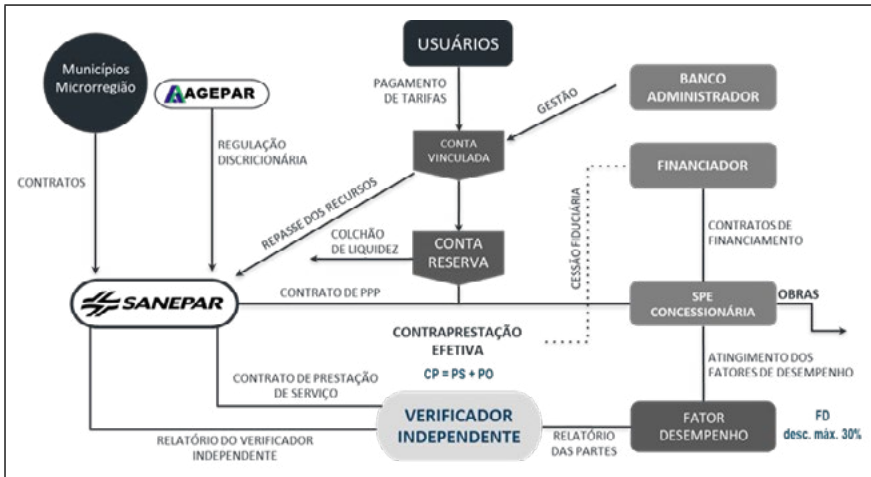 USUÁRIOS
Municípios
Microrregião
AGEPAR
PAGAMENTO
DE TARIFAS
GESTÃO
BANCO
ADMINISTRADOR
CONTRATOS
REGULAÇÃO
DISCRICIONÁRIA
CONTA
VINCULADA
FINANCIADOR
REPASSE DOS RECURSOS
CESSÃO FIDUCIÁRIA
COLCHÃO
DE LIQUIDEZ
CONTA
RESERVA
CONTRATOS DE
FINANCIAMENTO
SANEPAR
CONTRATO DE PPP
SPE
CONCESSIONÁRIA
OBRAS
CONTRAPRESTAÇÃO
EFETIVA
CP = PS + PO
ATINGIMENTO DOS
FATORES DE DESEMPENHO
CONTRATO DE PRESTAÇÃO
DE SERVIÇO
VERIFICADOR
INDEPENDENTE
RELATÓRIO DO VERIFICADOR
INDEPENDENTE
RELATÓRIO
DAS PARTES
FATOR
DESEMPENHO
FD
desc. máx. 30%